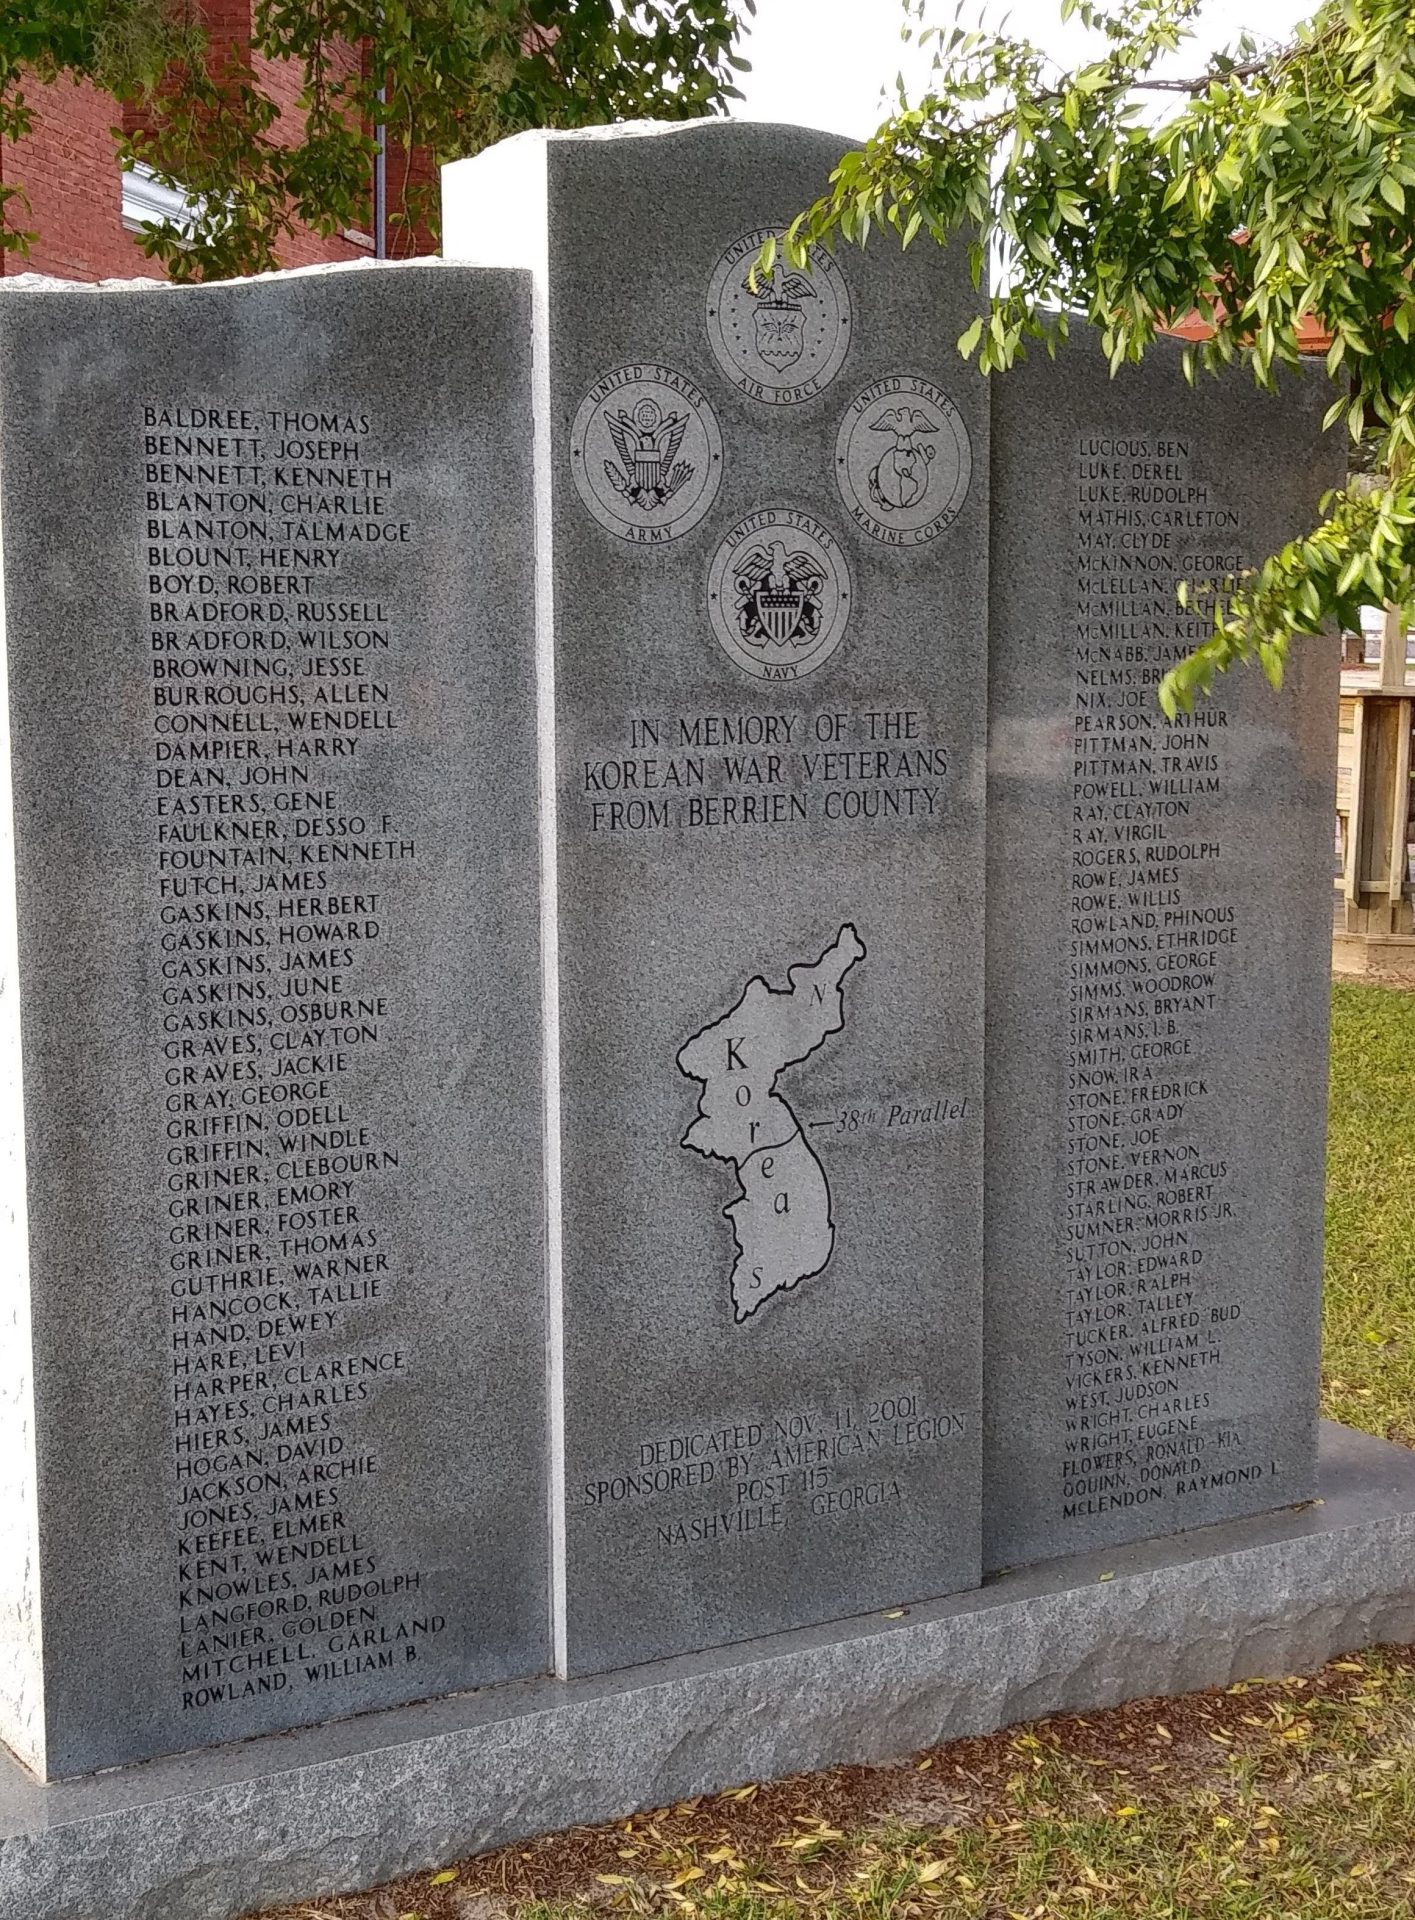 BALDREE, THOMAS
BENNETT, JOSEPH
BENNETT, KENNETH
BLANTON, CHARLIE
BLANTON, TALMADGE
BLOUNT, HENRY
BOYD, ROBERT
BRADFORD, RUSSELL
BRADFORD, WILSON
BROWNING, JESSE
BURROUGHS, ALLEN
CONNELL, WENDELL
DAMPIER, HARRY
DEAN, JOHN
EASTERS, GENE
FAULKNER, DESSO F.
FOUNTAIN, KENNETH
FUTCH, JAMES
GASKINS, HERBERT
GASKINS, HOWARD
GASKINS, JAMES
GASKINS, JUNE
GASKINS, OSBURNE
GRAVES, CLAYTON
GRAVES, JACKIE
GRAY, GEORGE
GRIFFIN, ODELL
GRIFFIN, WINDLE
GRINER, CLEBOURN
GRINER, EMORY
GRINER, FOSTER
GRINER, THOMAS
GUTHRIE, WARNER
HANCOCK, TALLIE
HAND, DEWEY
HARE, LEVI
HARPER, CLARENCE
HAYES, CHARLES
HIERS, JAMES
HOGAN, DAVID
JACKSON, ARCHIE
JONES, JAMES
KEEFEE, ELMER
KENT, WENDELL
KNOWLES, JAMES
LANGFORD, RUDOLPH
LANIER, GOLDEN
MITCHELL, GARLAND
ROWLAND, WILLIAM B.
UNITED STATES
AIR FORCE
UNITED STATES
ARMY
UNITED STATES
MARINE CORPS
UNITED STATES
NAVY
IN MEMORY OF THE
KOREAN WAR VETERANS
FROM BERRIEN COUNTY
N
Korea
←38th Parallel
S
DEDICATED NOV. 11, 2001
SPONSORED BY AMERICAN LEGION
POST 115
NASHVILLE, GEORGIA
LUCIOUS, BEN
LUKE, DEREL
LUKE, RUDOLPH
MATHIS, CARLETON
MAY, CLYDE
McKINNON, GEORGE
McLELLAN, CHARLIE
McMILLAN, BETHEL
McMILLAN, KEITH
McNABB, JAMES
NELMS,
NIX, JOE
PEARSON, ARTHUR
PITTMAN, JOHN
PITTMAN, TRAVIS
POWELL, WILLIAM
RAY, CLAYTON
RAY, VIRGIL
ROGERS, RUDOLPH
ROWE, JAMES
ROWE, WILLIS
ROWLAND, PHINOUS
SIMMONS, ETHRIDGE
SIMMONS, GEORGE
SIMMS, WOODROW
SIRMANS, BRYANT
SIRMANS, I. B.
SMITH, GEORGE
SNOW, IRA
STONE, FREDRICK
STONE, GRADY
STONE, JOE
STONE, VERNON
STRAWDER, MARCUS
STARLING, ROBERT
SUMNER, MORRIS JR.
SUTTON, JOHN
TAYLOR, EDWARD
TAYLOR, RALPH
TAYLOR, TALLEY
TUCKER, ALFRED BUD
TYSON, WILLIAM L.
VICKERS, KENNETH
WEST, JUDSON
WRIGHT, CHARLES
WRIGHT, EUGENE
FLOWERS, RONALD-KIA
DONALD
McLENDON, RAYMOND L